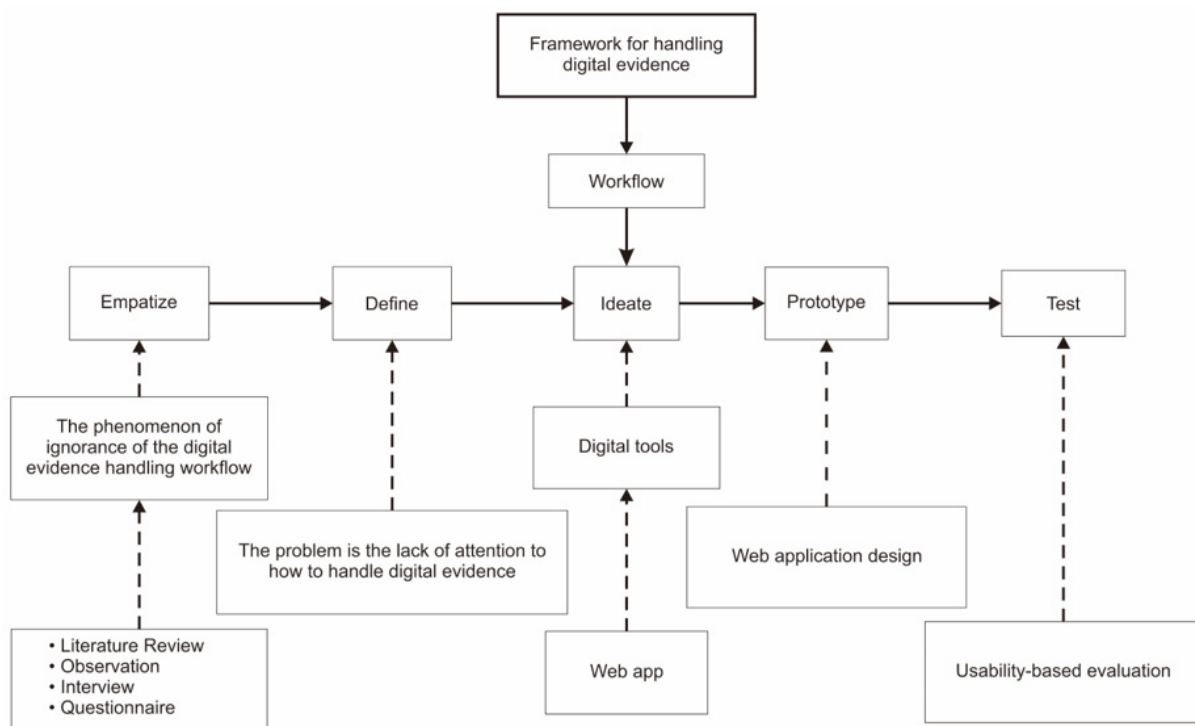 Framework for handling
digital evidence
Workflow
Empatize
Define
Ideate
Prototype
Test
The phenomenon of
ignorance of the digital
evidence handling workflow
Digital tools
The problem is the lack of attention to
how to handle digital evidence
Web application design
• Literature Review
• Observation
• Interview
• Questionnaire
Web app
Usability-based evaluation